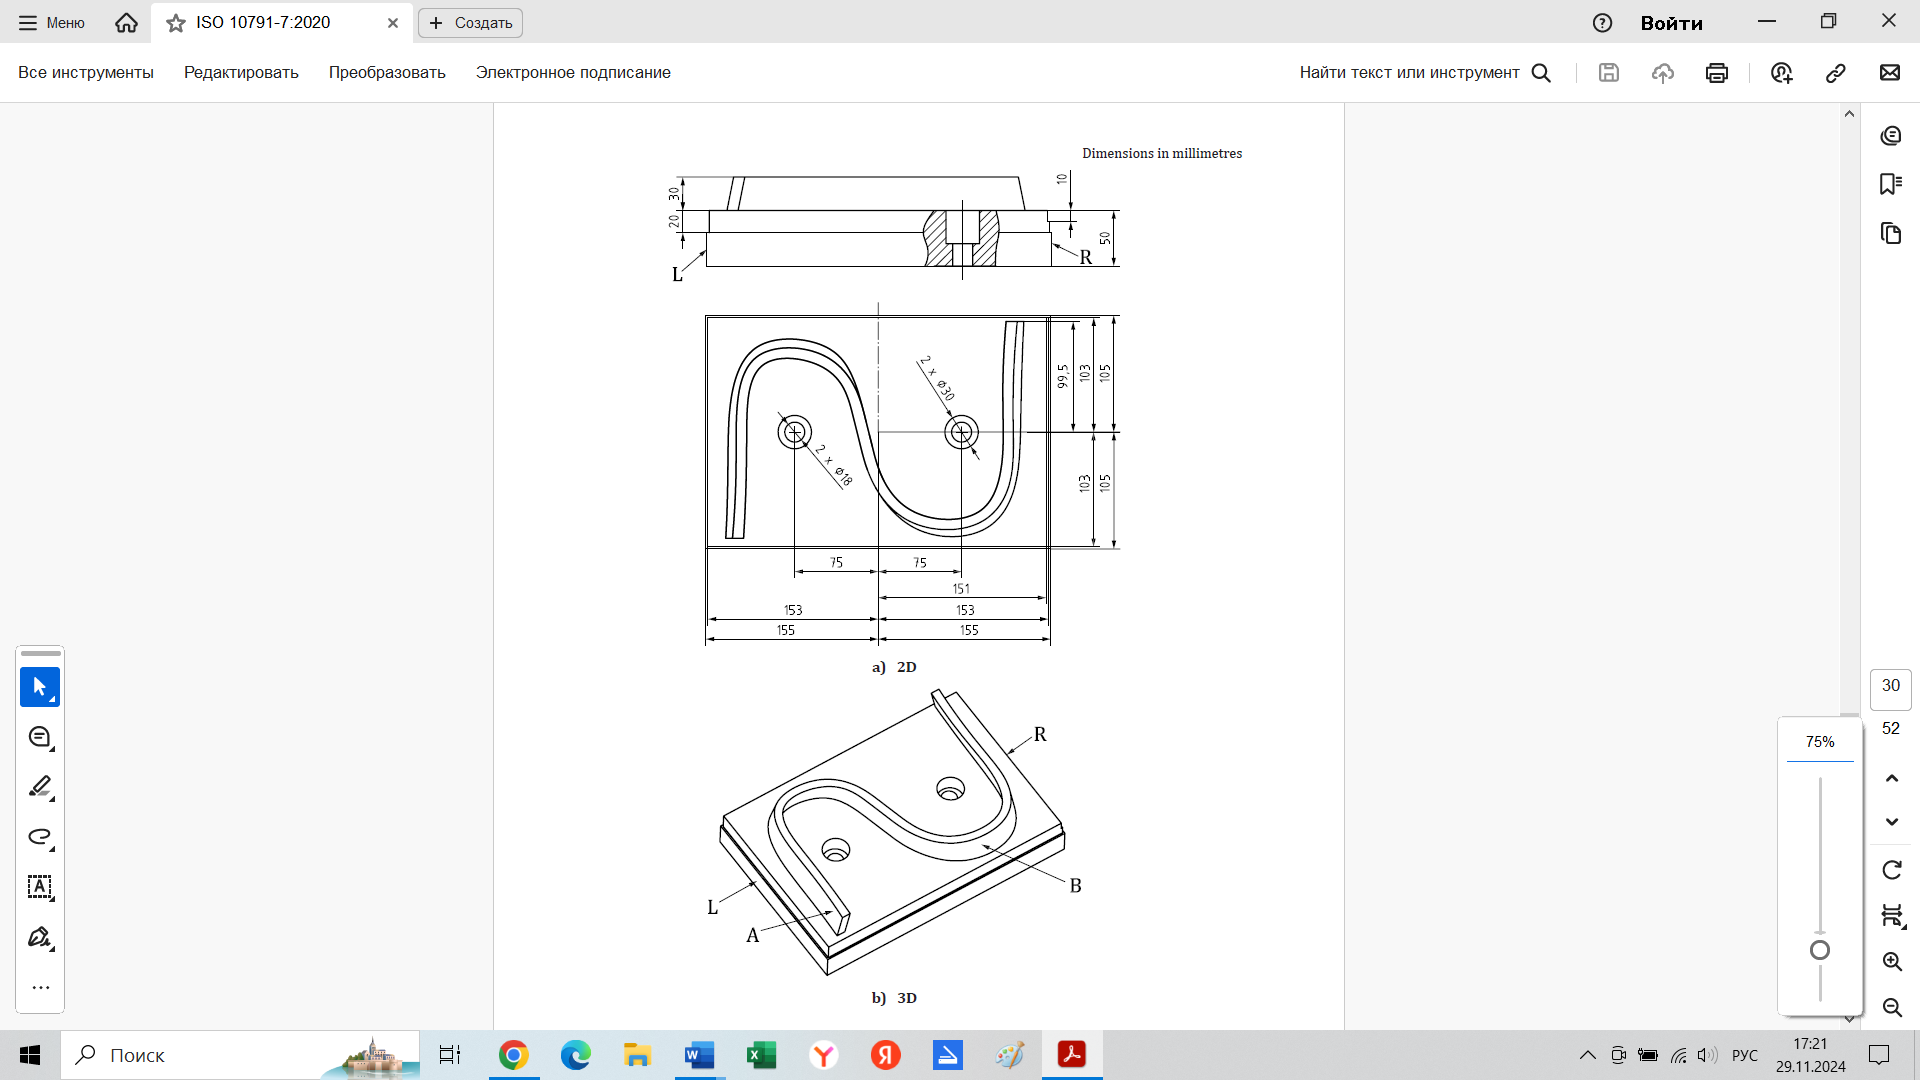 Меню
ISO 10791-7:2020
Создать
Войти
Все инструменты
Редактировать
Преобразовать
Электронное подписание
Найти текст или инструмент
Dimensions in millimetres
30
20
10
50
L
R
2 x ⌀30
2 x ⌀18
99,5
103
105
103
105
75
75
151
153
153
155
155
a) 2D
R
B
L
A
b) 3D
30
52
75%
Поиск
РУС
17:21
29.11.2024